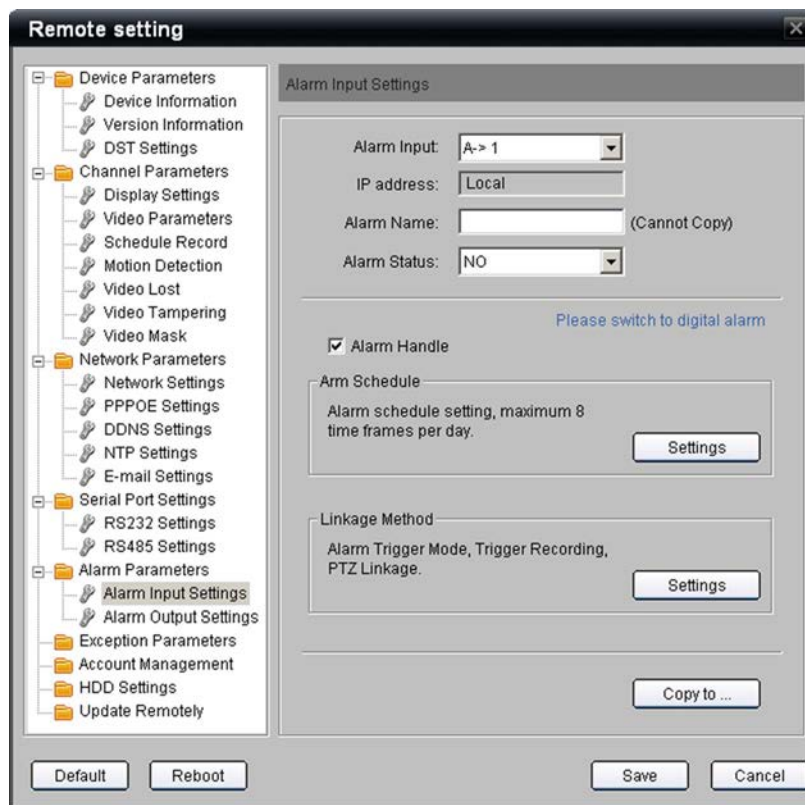 Remote setting
Device Parameters
Device Information
Version Information
DST Settings
Channel Parameters
Display Settings
Video Parameters
Schedule Record
Motion Detection
Video Lost
Video Tampering
Video Mask
Network Parameters
Network Settings
PPPOE Settings
DDNS Settings
NTP Settings
E-mail Settings
Serial Port Settings
RS232 Settings
RS485 Settings
Alarm Parameters
Alarm Input Settings
Alarm Output Settings
Exception Parameters
Account Management
HDD Settings
Update Remotely
Alarm Input Settings
Alarm Input: A-> 1
IP address: Local
Alarm Name: (Cannot Copy)
Alarm Status: NO
Please switch to digital alarm
Alarm Handle
Arm Schedule
Alarm schedule setting, maximum 8
time frames per day.
Settings
Linkage Method
Alarm Trigger Mode, Trigger Recording,
PTZ Linkage.
Settings
Copy to ...
Default Reboot Save Cancel